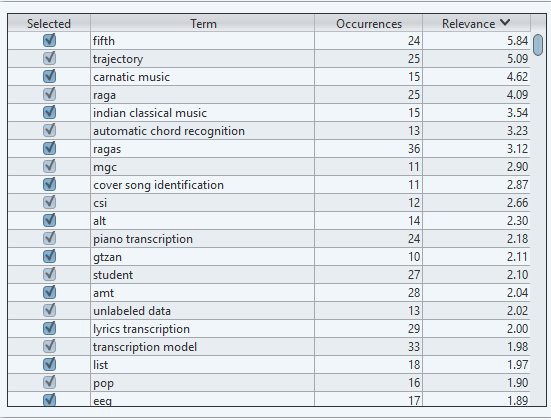 Selected Term Occurrences Relevance
fifth 24 5.84
trajectory 25 5.09
carnatic music 15 4.62
raga 25 4.09
indian classical music 15 3.54
automatic chord recognition 13 3.23
ragas 36 3.12
mgc 11 2.90
cover song identification 11 2.87
csi 12 2.66
alt 14 2.30
piano transcription 24 2.18
gtzan 10 2.11
student 27 2.10
amt 28 2.04
unlabeled data 13 2.02
lyrics transcription 29 2.00
transcription model 33 1.98
list 18 1.97
pop 16 1.90
eeg 17 1.89